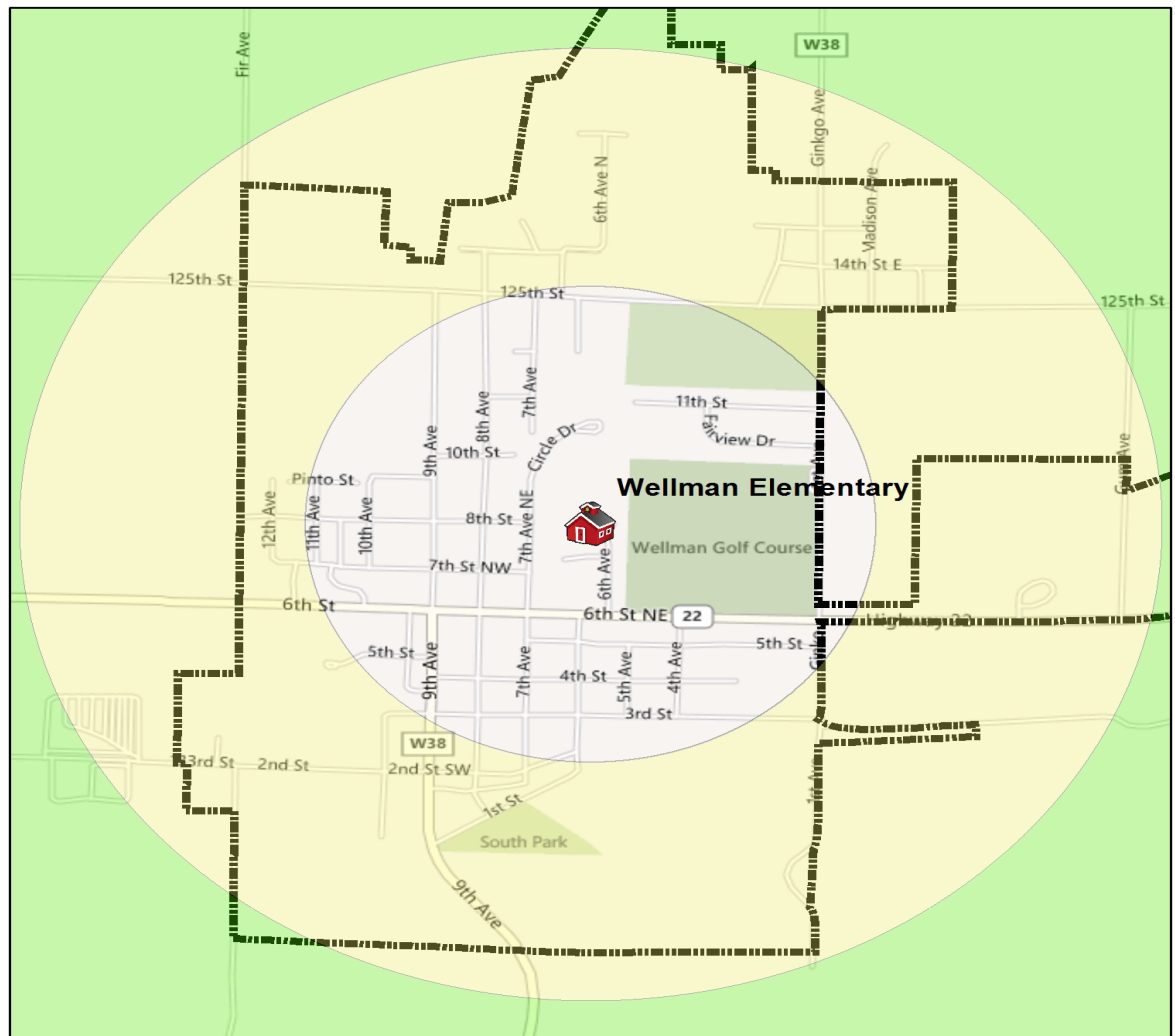 W38
Fir Ave
Ginkgo Ave
6th Ave N
Madison Ave
14th St E
125th St
125th St
125th St
7th Ave
8th Ave
9th Ave
11th St
Fairview Dr
Circle Dr
10th St
Pinto St
Wellman Elementary
12th Ave
11th Ave
10th Ave
8th St
7th Ave NE
Wellman Golf Course
7th St NW
6th Ave
6th St
6th St NE
22
5th St
5th St
9th Ave
7th Ave
4th St
5th Ave
4th Ave
3rd St
W38
2nd St
2nd St SW
1st Ave
1st St
South Park
9th Ave